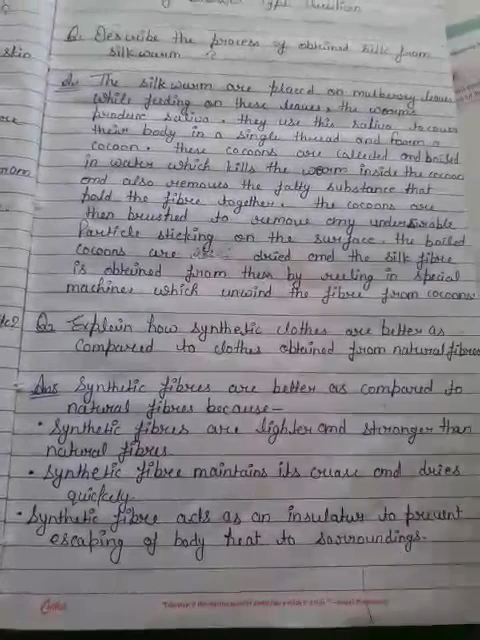 Type Question
Q. Describe the process of obtained silk from
silkwarm ?
The silkwarm are placed on mulberry leaves
while feeding on these leaves. the worms
produce saliva. they use this saliva to cover
their body in a single thread and form a
cocoon. these cocoons are collected and boiled
in water which kills the worm inside the cocoon
and also removes the fatty substance that
hold the fibre together. the cocoons are
then brushed to remove any
Particle sticking on the surface. the boiled
cocoons are dried and the silk fibre
is obtained from them by reeling in special
machines which unwind the fibre from cocoons
Q2 Explain how synthetic clothes are better as
compared to clothes obtained from natural fibres
Ans Synthetic fibres are better as compared to
natural fibres because-
• Synthetic fibres are lighter and stronger than
natural fibres
• Synthetic fibre maintains its crease and dries
quickely
• Synthetic fibre acts as an insulatur to prevent
escaping of body heat to sorroundings.